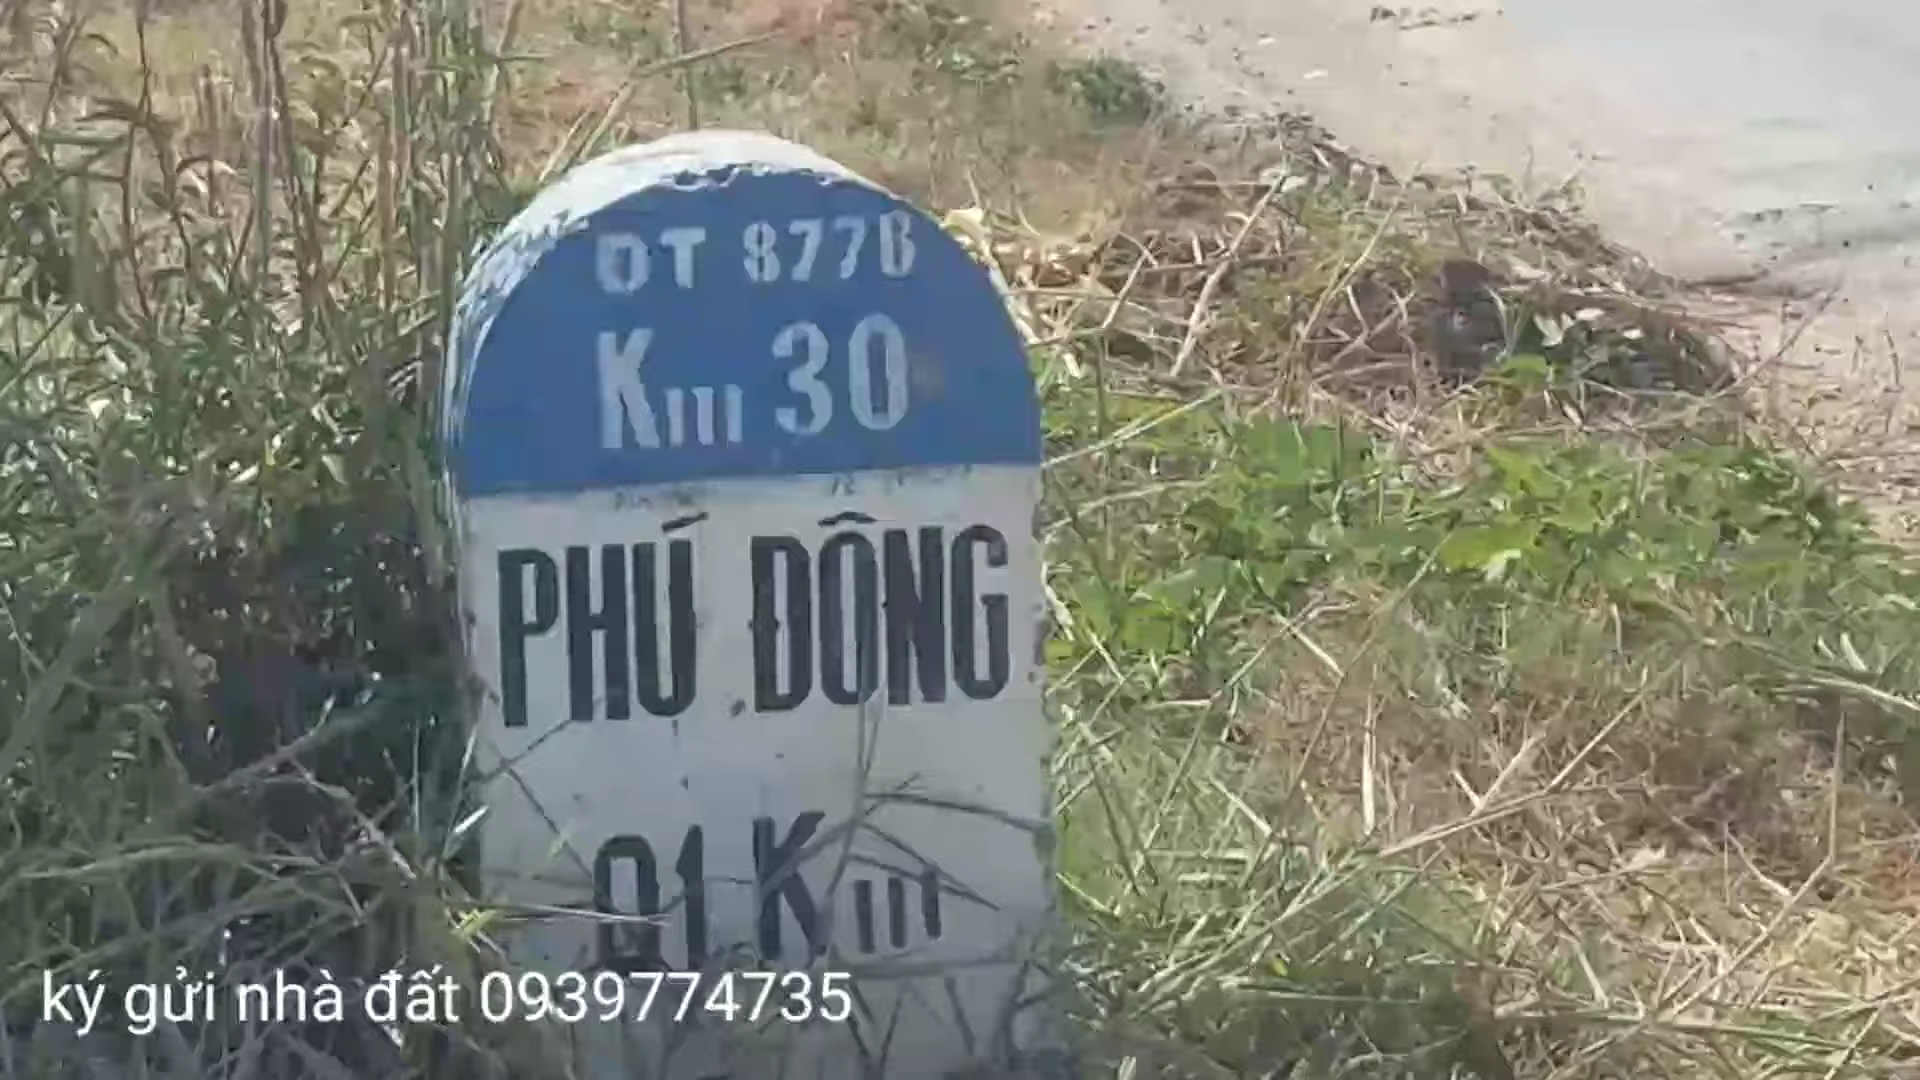 ĐT 877B
Km 30
PHÚ ĐÔNG
01 Km
ký gửi nhà đất 0939774735